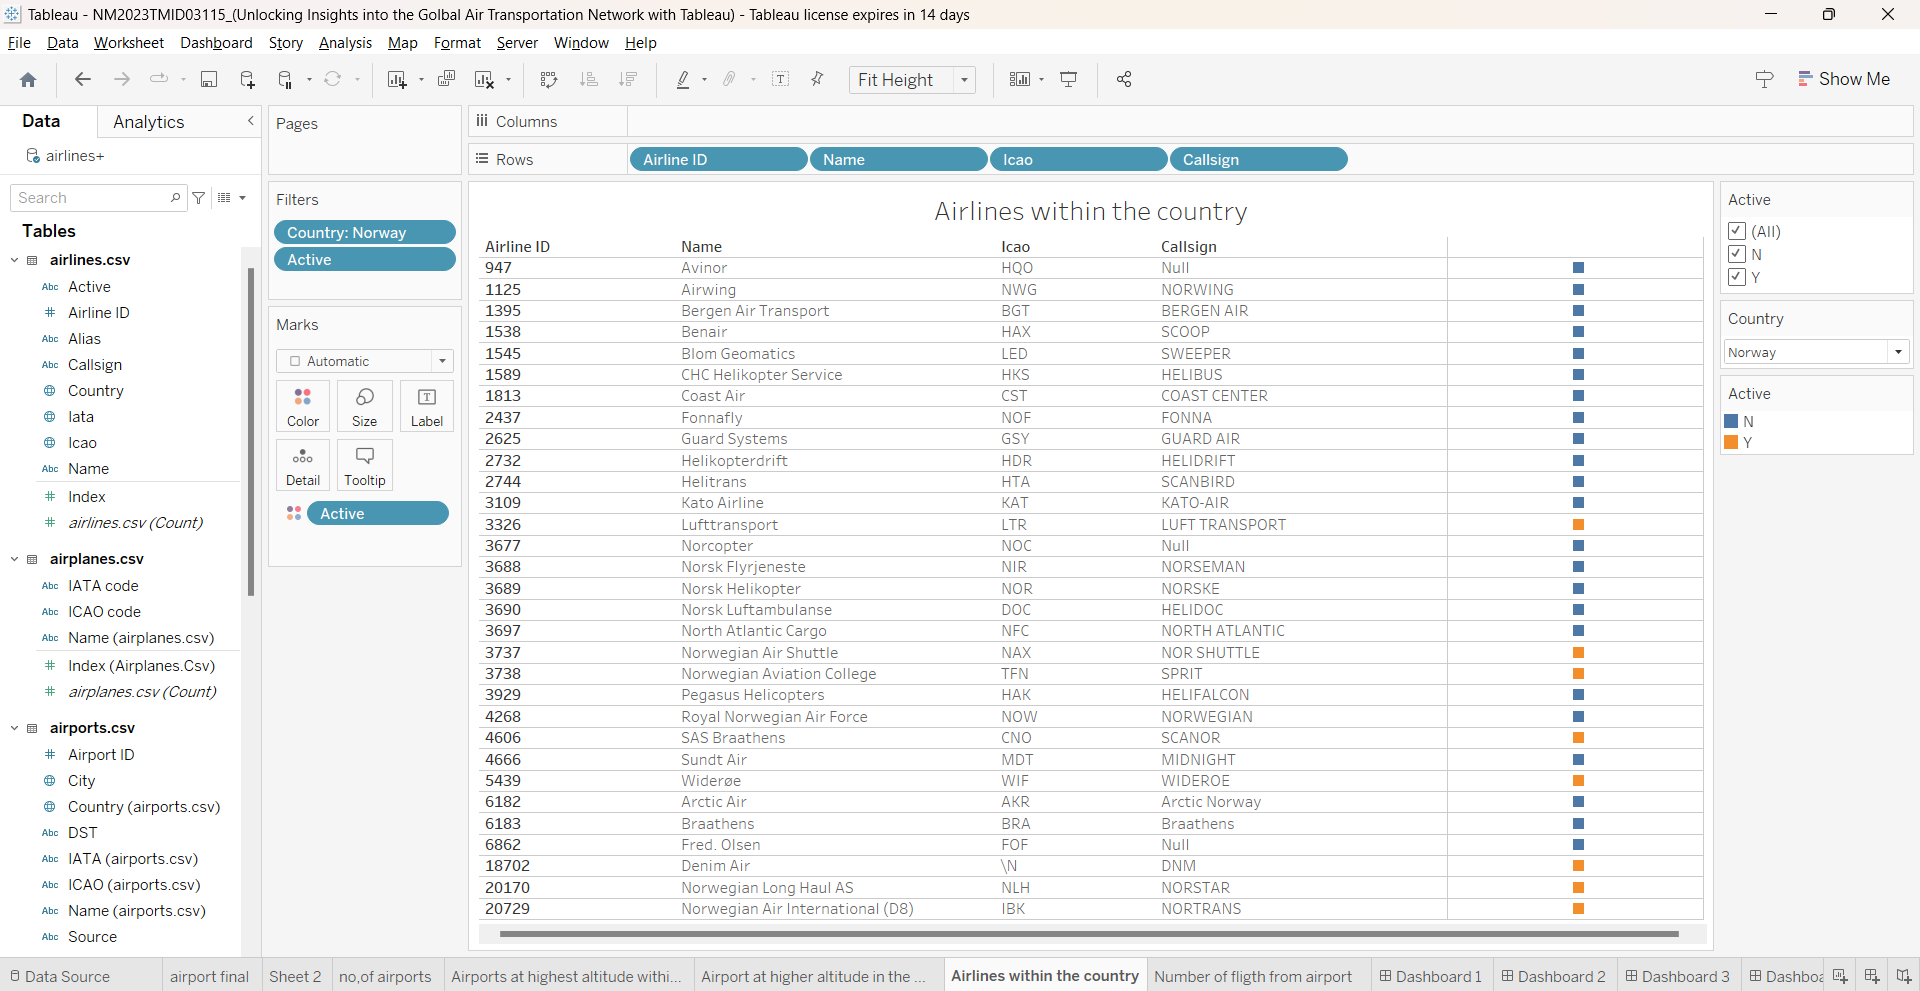 Tableau - NM2023TMID03115_(Unlocking Insights into the Golbal Air Transportation Network with Tableau) - Tableau license expires in 14 days
File Data Worksheet Dashboard Story Analysis Map Format Server Window Help
Fit Height
Show Me
Data Analytics
airlines+
Search
Tables
airlines.csv
Abc Active
# Airline ID
Abc Alias
Abc Callsign
Country
Iata
Icao
Abc Name
# Index
# airlines.csv (Count)
airplanes.csv
Abc IATA code
Abc ICAO code
Abc Name (airplanes.csv)
# Index (Airplanes.Csv)
# airplanes.csv (Count)
airports.csv
# Airport ID
City
Country (airports.csv)
Abc DST
Abc IATA (airports.csv)
Abc ICAO (airports.csv)
Abc Name (airports.csv)
Abc Source
Pages
Filters
Country: Norway
Active
Marks
Automatic
Color Size Label
Detail Tooltip
Active
Columns
Rows Airline ID Name Icao Callsign
Airlines within the country
Airline ID Name Icao Callsign
947 Avinor HQO Null
1125 Airwing NWG NORWING
1395 Bergen Air Transport BGT BERGEN AIR
1538 Benair HAX SCOOP
1545 Blom Geomatics LED SWEEPER
1589 CHC Helikopter Service HKS HELIBUS
1813 Coast Air CST COAST CENTER
2437 Fonnafly NOF FONNA
2625 Guard Systems GSY GUARD AIR
2732 Helikopterdrift HDR HELIDRIFT
2744 Helitrans HTA SCANBIRD
3109 Kato Airline KAT KATO-AIR
3326 Lufttransport LTR LUFT TRANSPORT
3677 Norcopter NOC Null
3688 Norsk Flyrjeneste NIR NORSEMAN
3689 Norsk Helikopter NOR NORSKE
3690 Norsk Luftambulanse DOC HELIDOC
3697 North Atlantic Cargo NFC NORTH ATLANTIC
3737 Norwegian Air Shuttle NAX NOR SHUTTLE
3738 Norwegian Aviation College TFN SPRIT
3929 Pegasus Helicopters HAK HELIFALCON
4268 Royal Norwegian Air Force NOW NORWEGIAN
4606 SAS Braathens CNO SCANOR
4666 Sundt Air MDT MIDNIGHT
5439 Widerøe WIF WIDEROE
6182 Arctic Air AKR Arctic Norway
6183 Braathens BRA Braathens
6862 Fred. Olsen FOF Null
18702 Denim Air \N DNM
20170 Norwegian Long Haul AS NLH NORSTAR
20729 Norwegian Air International (D8) IBK NORTRANS
Active
(All)
N
Y
Country
Norway
Active
N
Y
Data Source airport final Sheet 2 no,of airports Airports at highest altitude withi... Airport at higher altitude in the ... Airlines within the country Number of fligth from airport Dashboard 1 Dashboard 2 Dashboard 3 Dashboa